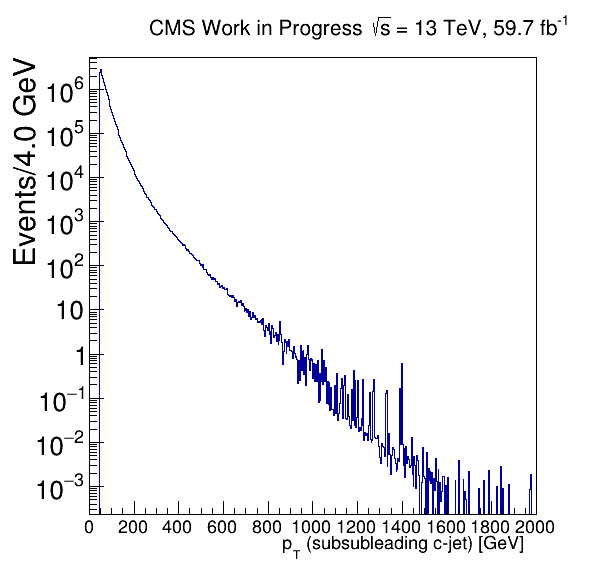 CMS Work in Progress √s = 13 TeV, 59.7 fb⁻¹
Events/4.0 GeV
10⁶
10⁵
10⁴
10³
10²
10
1
10⁻¹
10⁻²
10⁻³
0 200 400 600 800 1000 1200 1400 1600 1800 2000
p_T (subsubleading c-jet) [GeV]